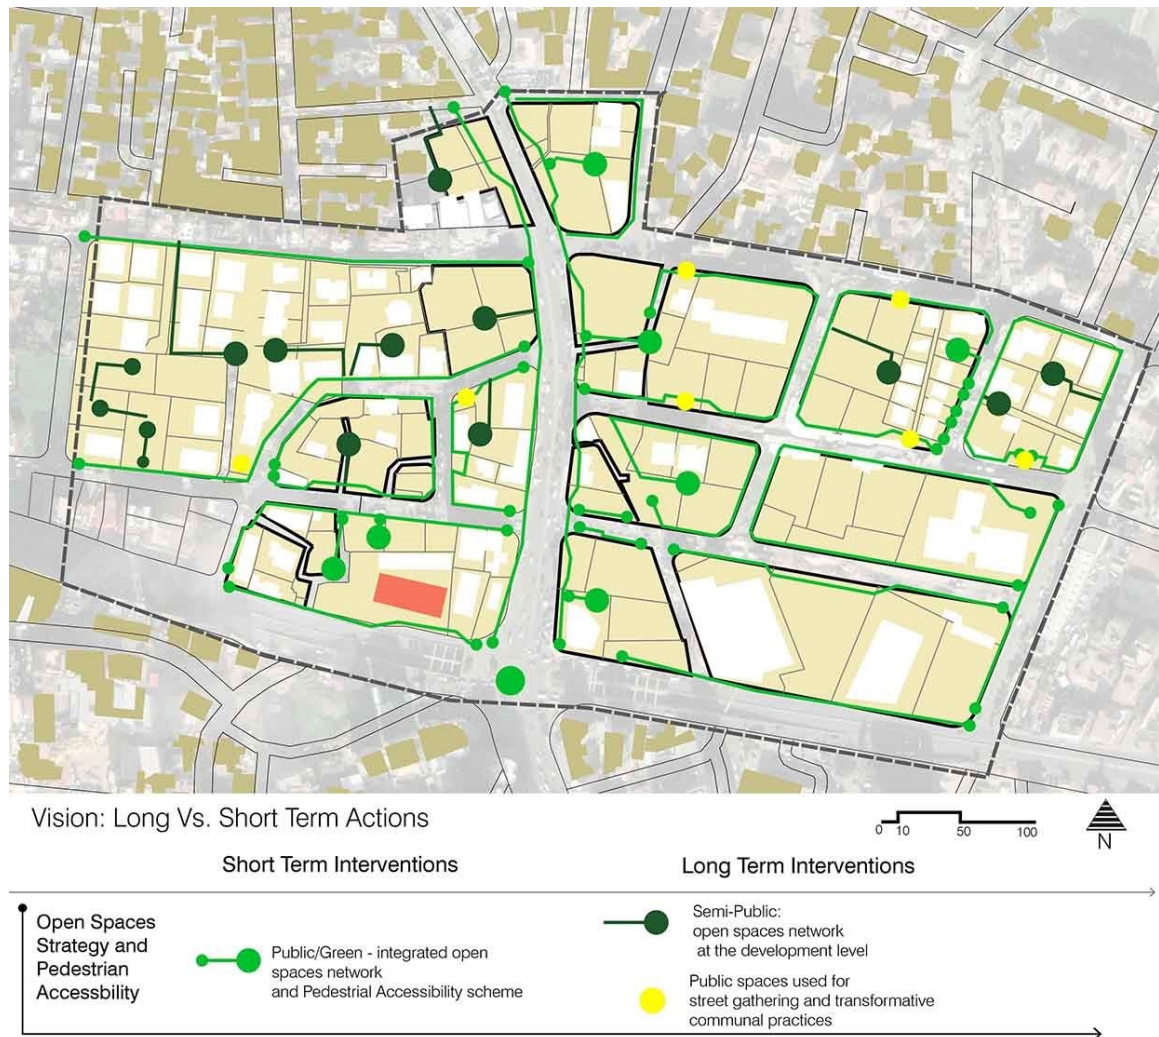 Vision: Long Vs. Short Term Actions
0 10 50 100
N
Short Term Interventions
Long Term Interventions
Open Spaces
Strategy and
Pedestrian
Accessbility
Public/Green - integrated open
spaces network
and Pedestrial Accessibility scheme
Semi-Public:
open spaces network
at the development level
Public spaces used for
street gathering and transformative
communal practices